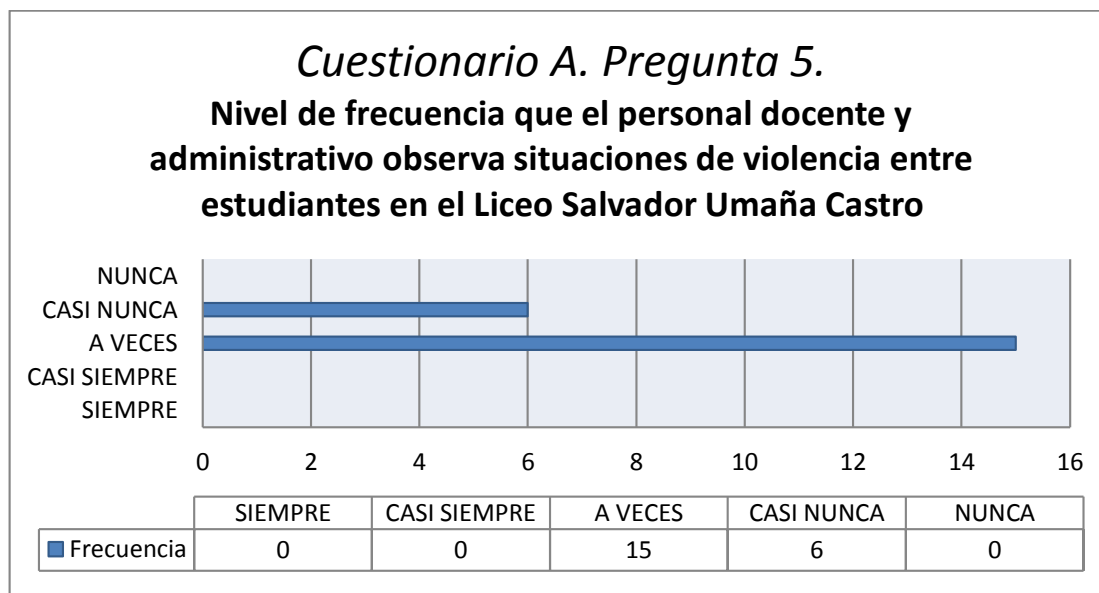 Cuestionario A. Pregunta 5.
Nivel de frecuencia que el personal docente y
administrativo observa situaciones de violencia entre
estudiantes en el Liceo Salvador Umaña Castro
NUNCA
CASI NUNCA
A VECES
CASI SIEMPRE
SIEMPRE
0 2 4 6 8 10 12 14 16
SIEMPRE CASI SIEMPRE A VECES CASI NUNCA NUNCA
Frecuencia 0 0 15 6 0